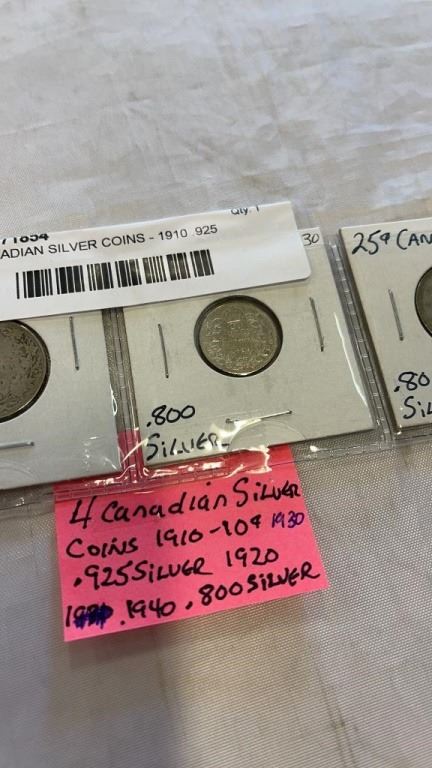 71854
Qty: 1
ADIAN SILVER COINS - 1910 .925
30
25¢ CAN
.800
SILVER
.80
SIL
4 Canadian Silver
COINS 1910-10¢ 1930
.925 SILVER 1920
.1940 .800 SILVER